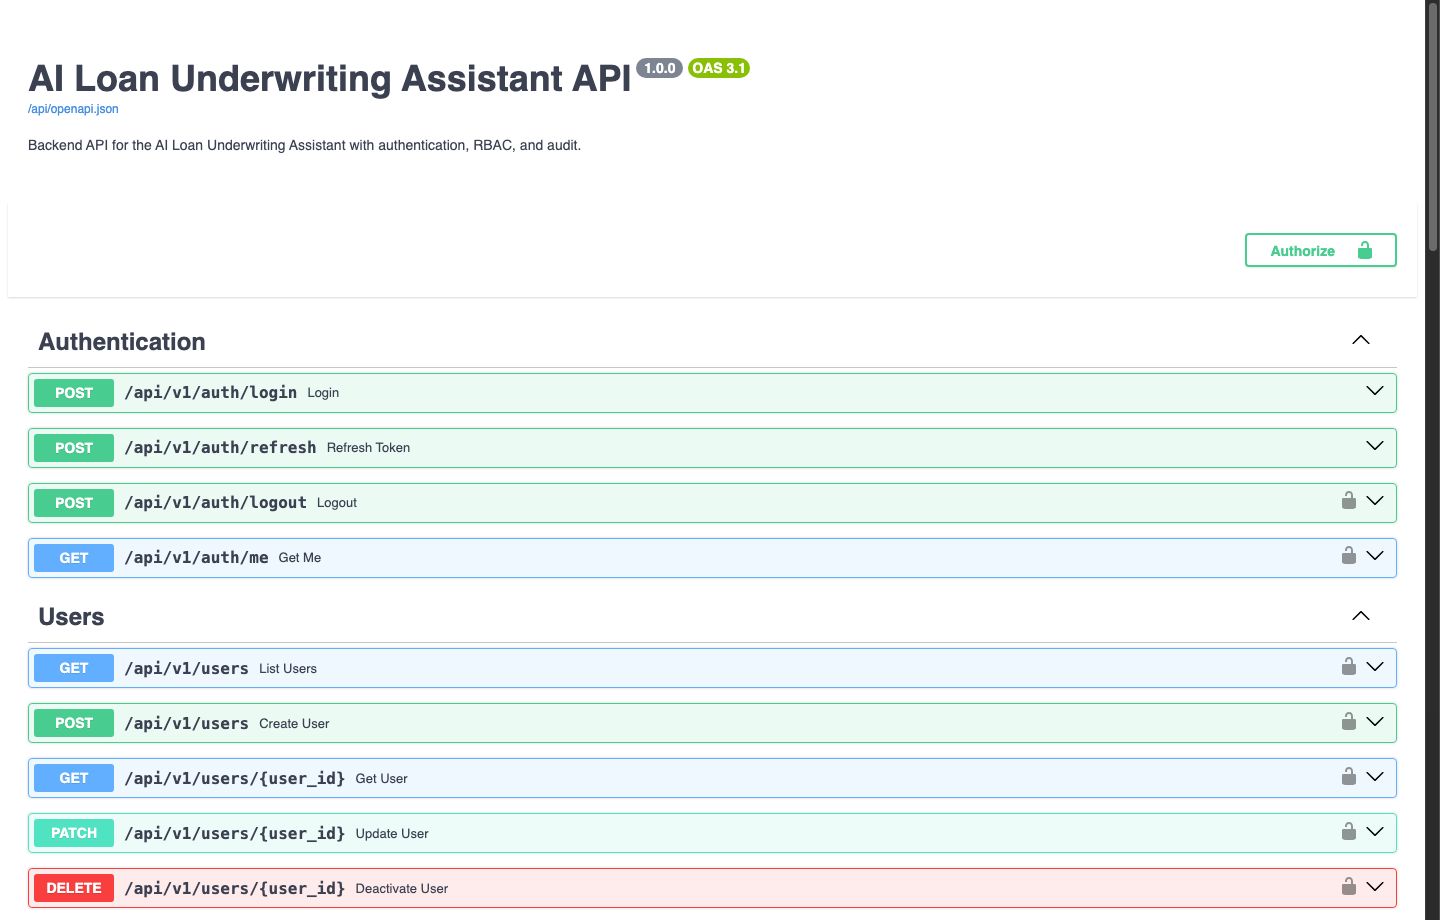 AI Loan Underwriting Assistant API 1.0.0 OAS 3.1
/api/openapi.json
Backend API for the AI Loan Underwriting Assistant with authentication, RBAC, and audit.
Authorize
Authentication
POST /api/v1/auth/login Login
POST /api/v1/auth/refresh Refresh Token
POST /api/v1/auth/logout Logout
GET /api/v1/auth/me Get Me
Users
GET /api/v1/users List Users
POST /api/v1/users Create User
GET /api/v1/users/{user_id} Get User
PATCH /api/v1/users/{user_id} Update User
DELETE /api/v1/users/{user_id} Deactivate User